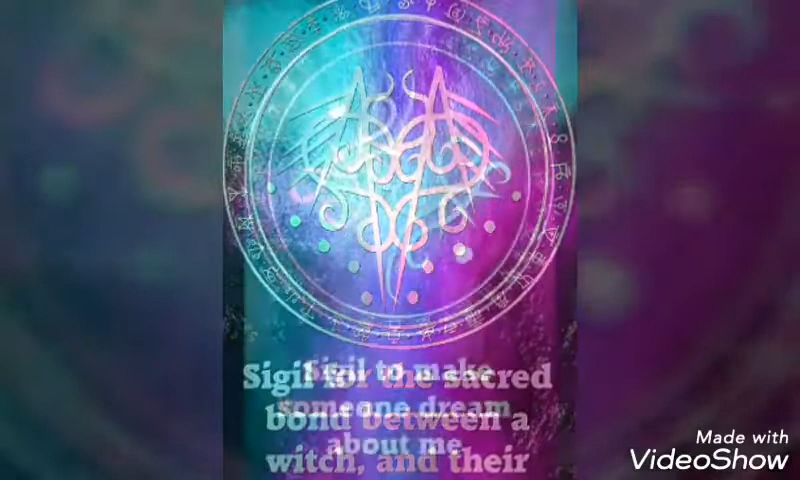 Sigil for the sacred
bond between a
witch, and their
Sigil to make
someone dream
about me
Made with
VideoShow